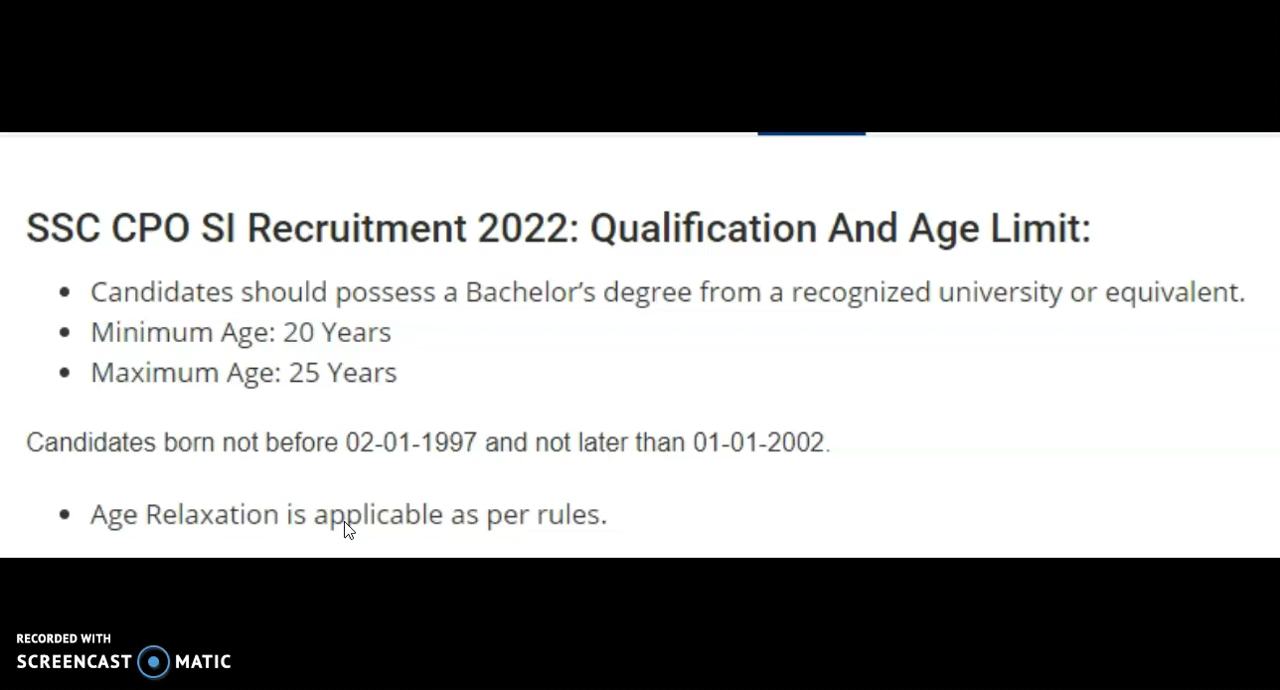 SSC CPO SI Recruitment 2022: Qualification And Age Limit:
Candidates should possess a Bachelor’s degree from a recognized university or equivalent.
Minimum Age: 20 Years
Maximum Age: 25 Years
Candidates born not before 02-01-1997 and not later than 01-01-2002.
Age Relaxation is applicable as per rules.
RECORDED WITH
SCREENCAST MATIC